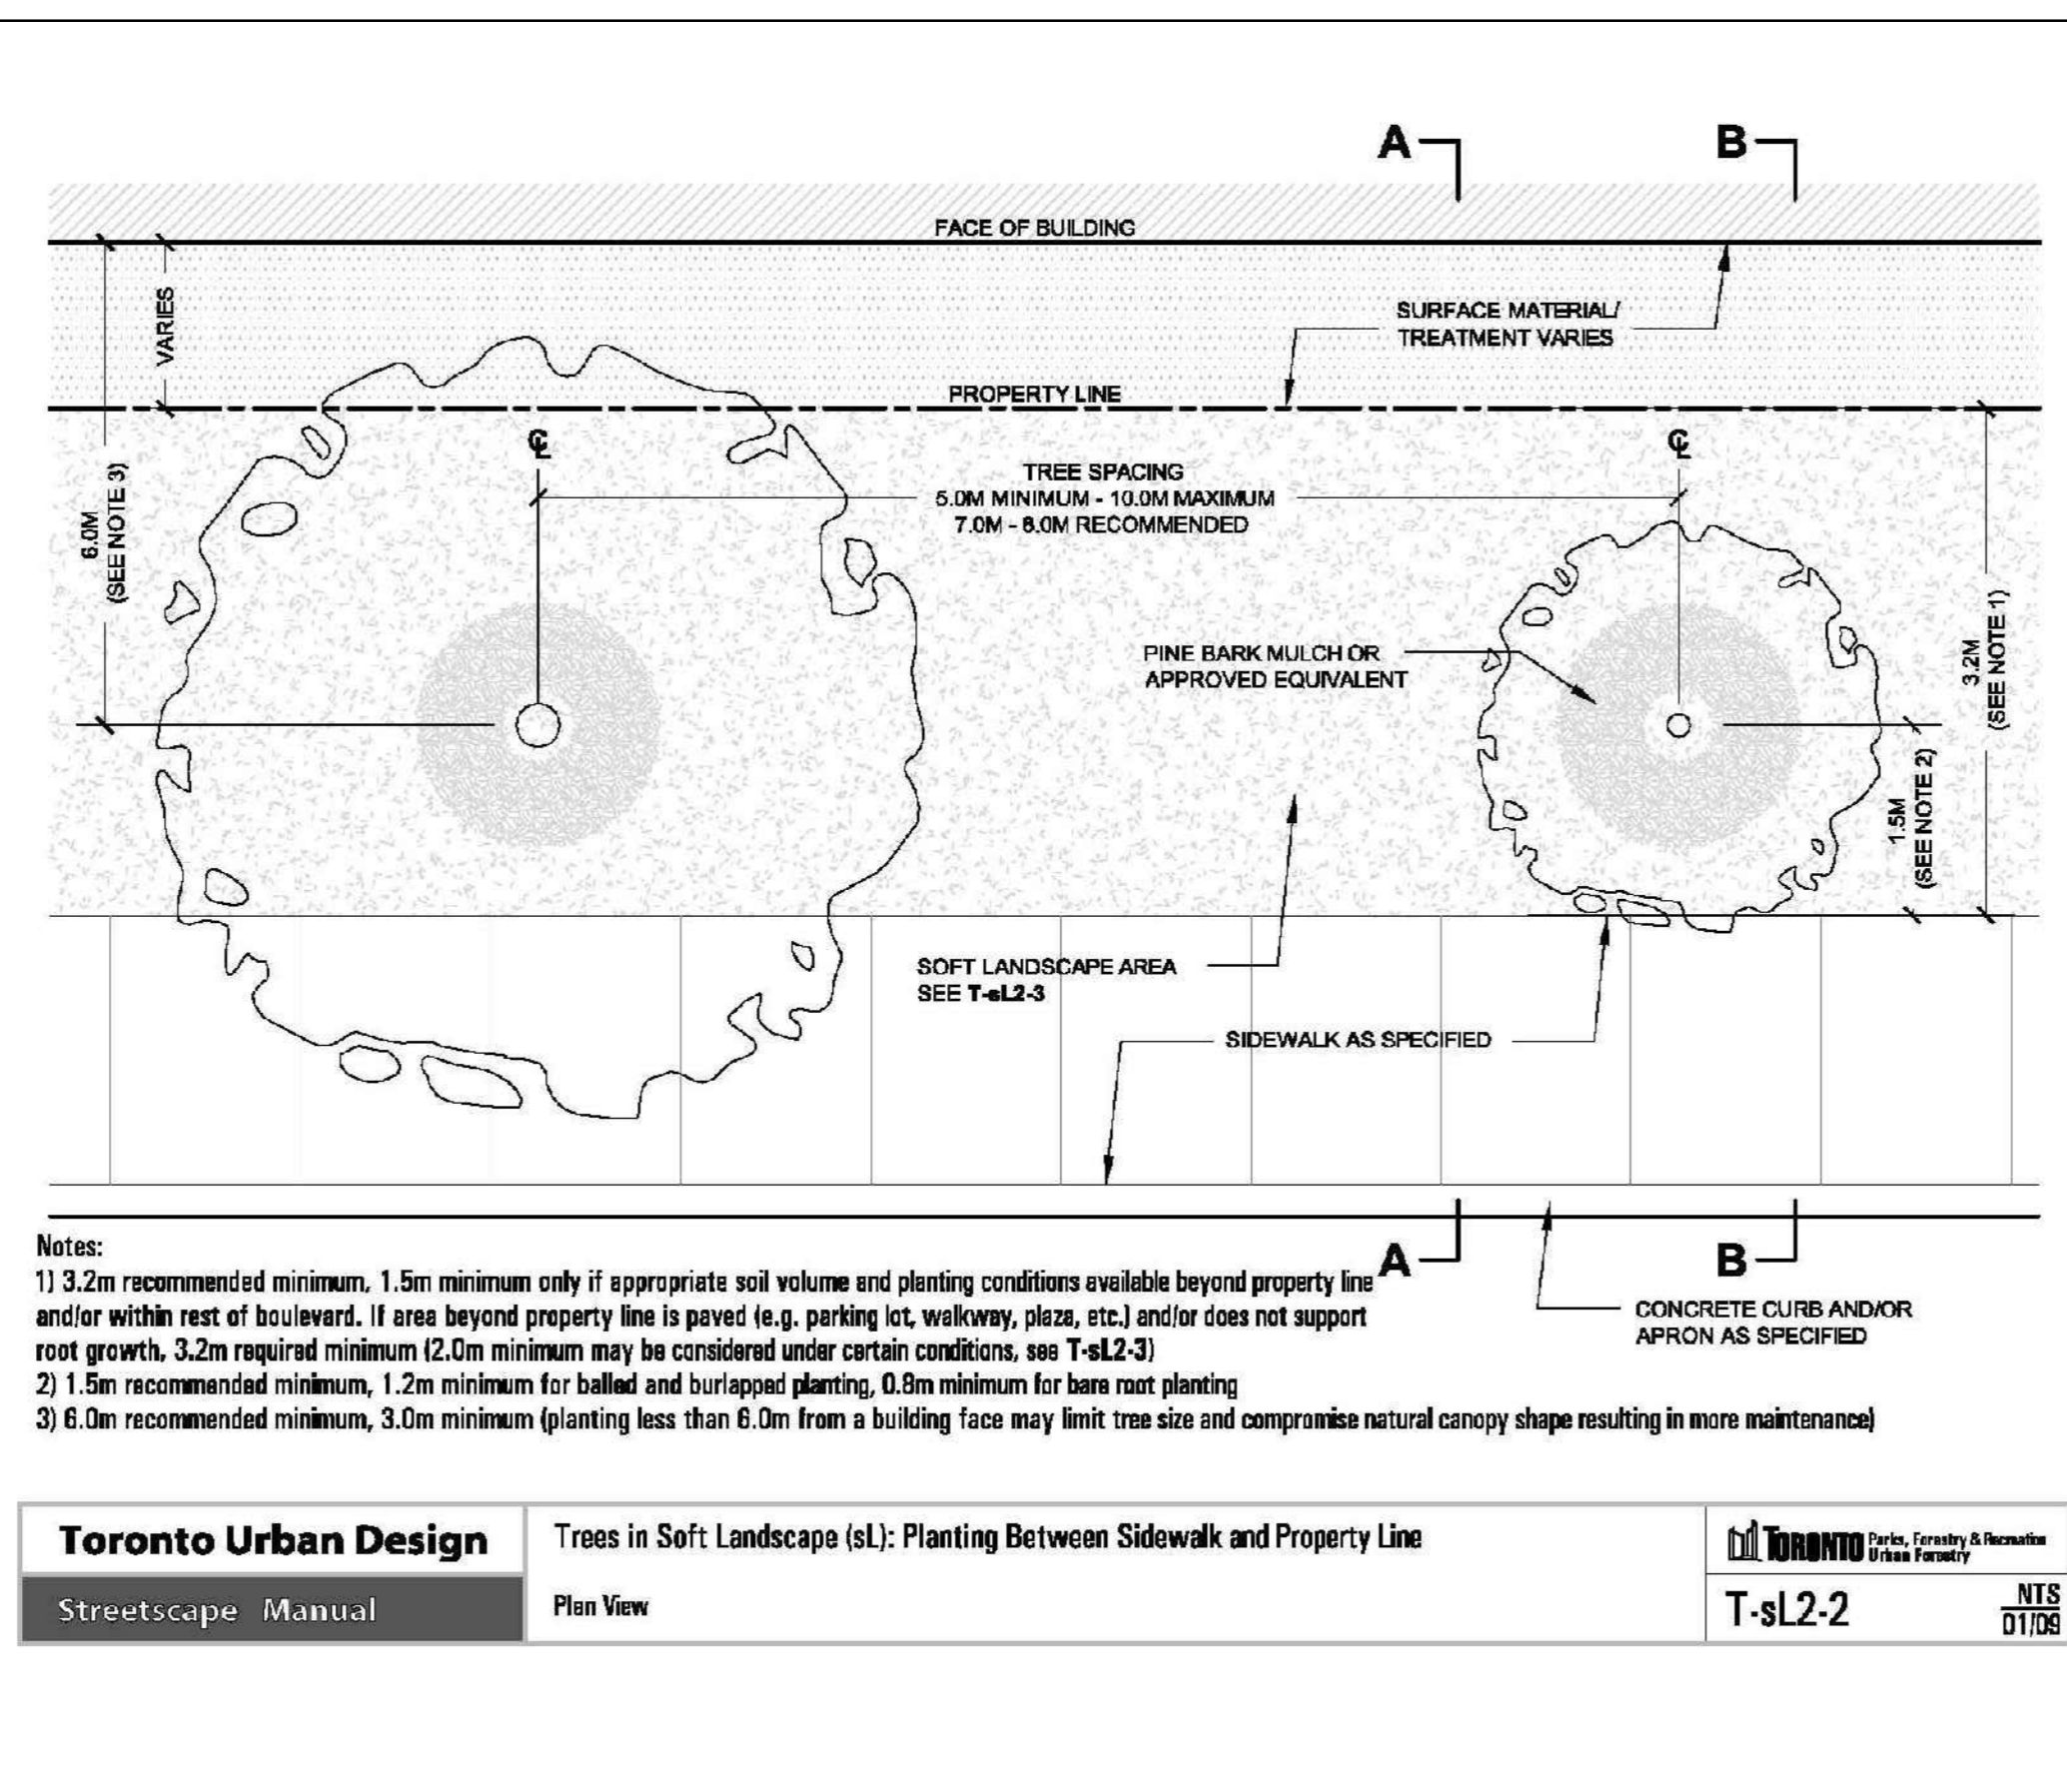 A
B
FACE OF BUILDING
VARIES
SURFACE MATERIAL/
TREATMENT VARIES
PROPERTY LINE
6.0M
(SEE NOTE 3)
℄
℄
TREE SPACING
5.0M MINIMUM - 10.0M MAXIMUM
7.0M - 8.0M RECOMMENDED
PINE BARK MULCH OR
APPROVED EQUIVALENT
3.2M
(SEE NOTE 1)
1.5M
(SEE NOTE 2)
SOFT LANDSCAPE AREA
SEE T-sL2-3
SIDEWALK AS SPECIFIED
A
B
CONCRETE CURB AND/OR
APRON AS SPECIFIED
Notes:
1) 3.2m recommended minimum, 1.5m minimum only if appropriate soil volume and planting conditions available beyond property line
and/or within rest of boulevard. If area beyond property line is paved (e.g. parking lot, walkway, plaza, etc.) and/or does not support
root growth, 3.2m required minimum (2.0m minimum may be considered under certain conditions, see T-sL2-3)
2) 1.5m recommended minimum, 1.2m minimum for balled and burlapped planting, 0.8m minimum for bare root planting
3) 6.0m recommended minimum, 3.0m minimum (planting less than 6.0m from a building face may limit tree size and compromise natural canopy shape resulting in more maintenance)
Toronto Urban Design
Streetscape Manual
Trees in Soft Landscape (sL): Planting Between Sidewalk and Property Line
Plan View
TORONTO Parks, Forestry & Recreation
Urban Forestry
T-sL2-2
NTS
01/09